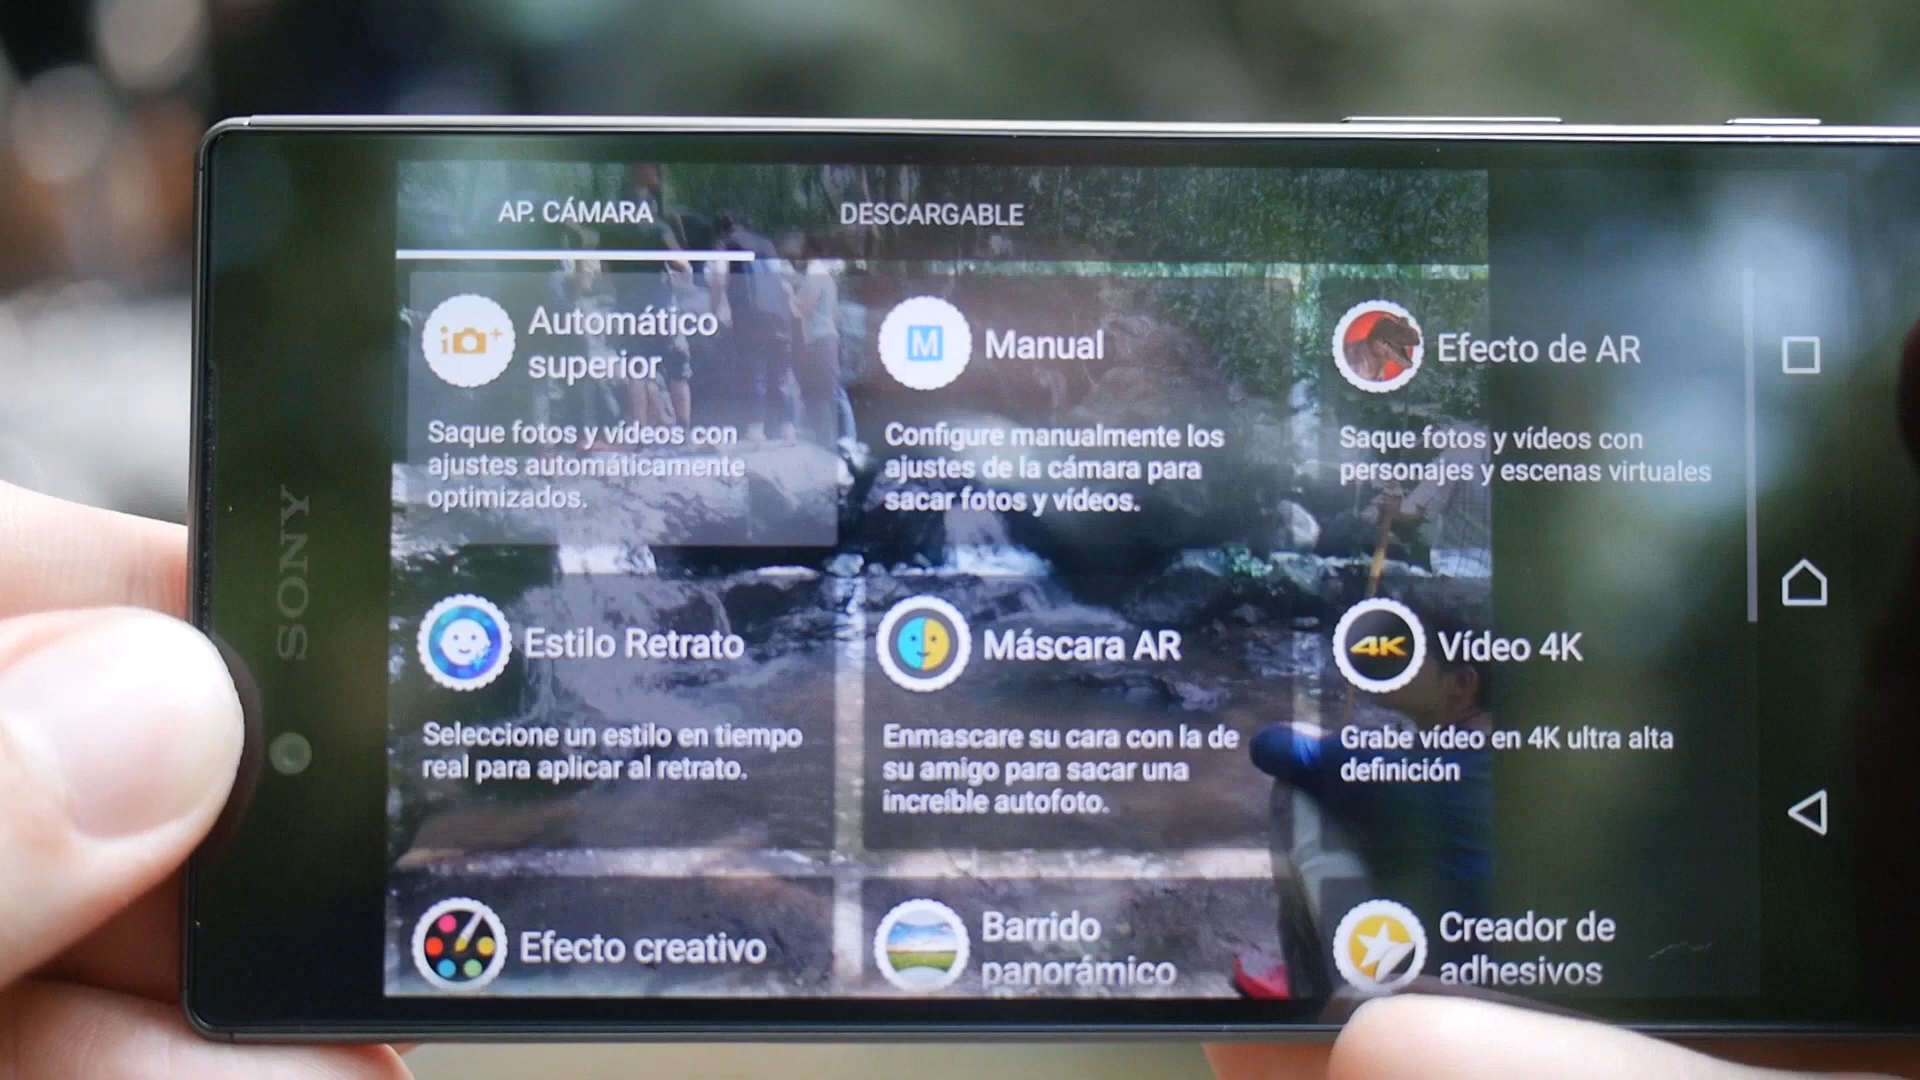 SONY
AP. CÁMARA
DESCARGABLE
i+
Automático
superior
Saque fotos y vídeos con
ajustes automáticamente
optimizados.
M
Manual
Configure manualmente los
ajustes de la cámara para
sacar fotos y vídeos.
Efecto de AR
Saque fotos y vídeos con
personajes y escenas virtuales
Estilo Retrato
Seleccione un estilo en tiempo
real para aplicar al retrato.
Máscara AR
Enmascare su cara con la de
su amigo para sacar una
increíble autofoto.
4K
Vídeo 4K
Grabe vídeo en 4K ultra alta
definición
Efecto creativo
Barrido
panorámico
Creador de
adhesivos